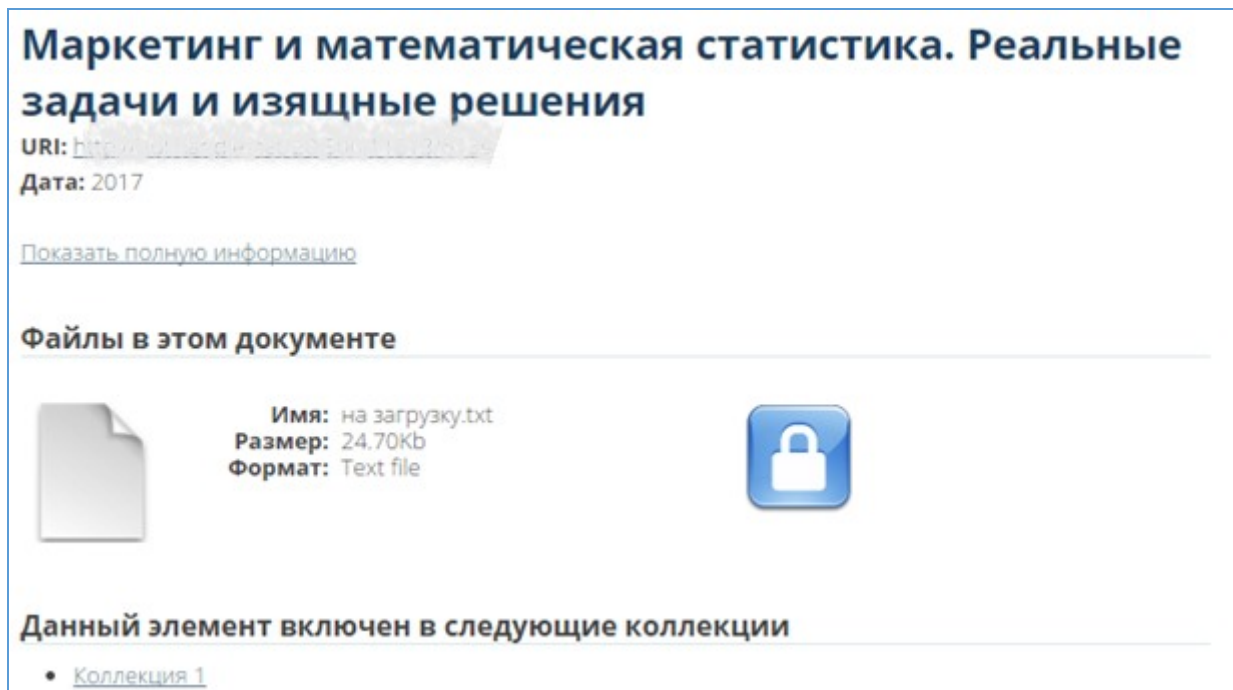 Маркетинг и математическая статистика. Реальные
задачи и изящные решения
URI:
Дата: 2017
Показать полную информацию
Файлы в этом документе
Имя: на загрузку.txt
Размер: 24.70Kb
Формат: Text file
Данный элемент включен в следующие коллекции
• Коллекция 1